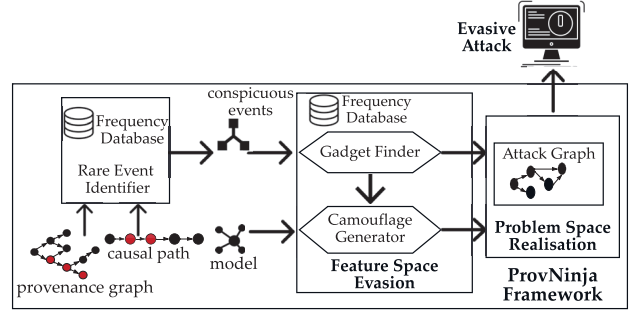 Evasive
Attack
conspicuous
events
Frequency
Database
Rare Event
Identifier
Frequency
Database
Gadget Finder
Camouflage
Generator
Feature Space
Evasion
Attack Graph
Problem Space
Realisation
ProvNinja
Framework
causal path
provenance graph
model